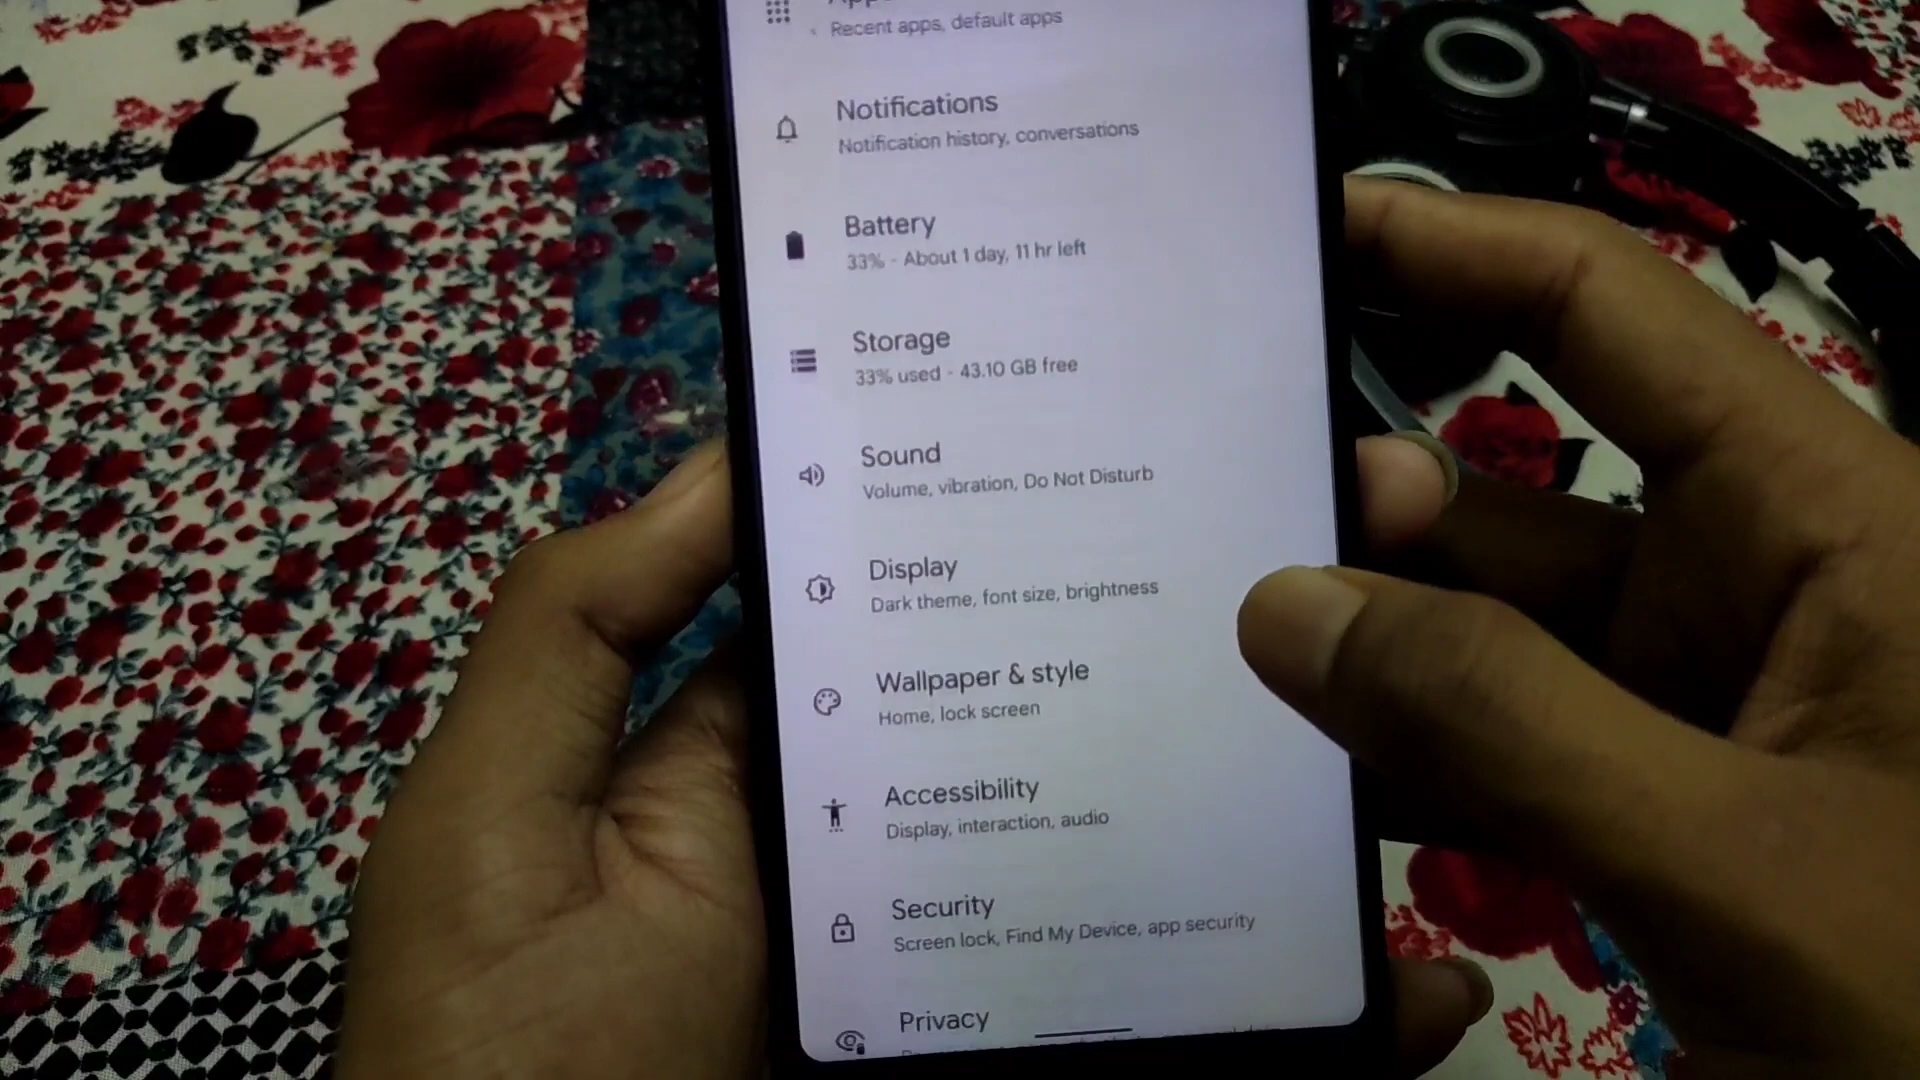 Recent apps, default apps
Notifications
Notification history, conversations
Battery
33% - About 1 day, 11 hr left
Storage
33% used - 43.10 GB free
Sound
Volume, vibration, Do Not Disturb
Display
Dark theme, font size, brightness
Wallpaper & style
Home, lock screen
Accessibility
Display, interaction, audio
Security
Screen lock, Find My Device, app security
Privacy